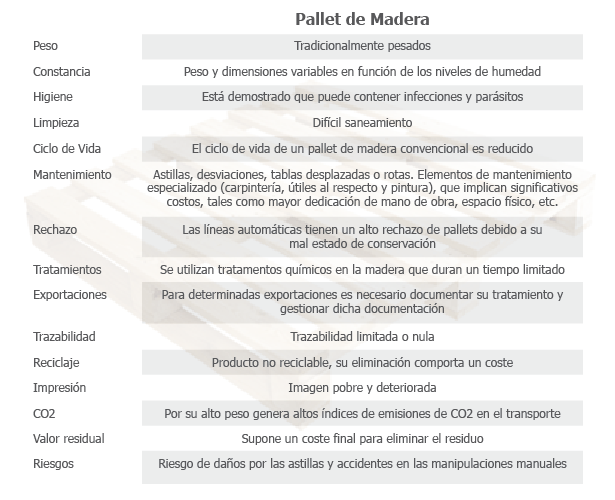 Pallet de Madera
Peso Tradicionalmente pesados
Constancia Peso y dimensiones variables en función de los niveles de humedad
Higiene Está demostrado que puede contener infecciones y parásitos
Limpieza Difícil saneamiento
Ciclo de Vida El ciclo de vida de un pallet de madera convencional es reducido
Mantenimiento Astillas, desviaciones, tablas desplazadas o rotas. Elementos de mantenimiento
especializado (carpintería, útiles al respecto y pintura), que implican significativos
costos, tales como mayor dedicación de mano de obra, espacio físico, etc.
Rechazo Las líneas automáticas tienen un alto rechazo de pallets debido a su
mal estado de conservación
Tratamientos Se utilizan tratamientos químicos en la madera que duran un tiempo limitado
Exportaciones Para determinadas exportaciones es necesario documentar su tratamiento y
gestionar dicha documentación
Trazabilidad Trazabilidad limitada o nula
Reciclaje Producto no reciclable, su eliminación comporta un coste
Impresión Imagen pobre y deteriorada
CO2 Por su alto peso genera altos índices de emisiones de CO2 en el transporte
Valor residual Supone un coste final para eliminar el residuo
Riesgos Riesgo de daños por las astillas y accidentes en las manipulaciones manuales